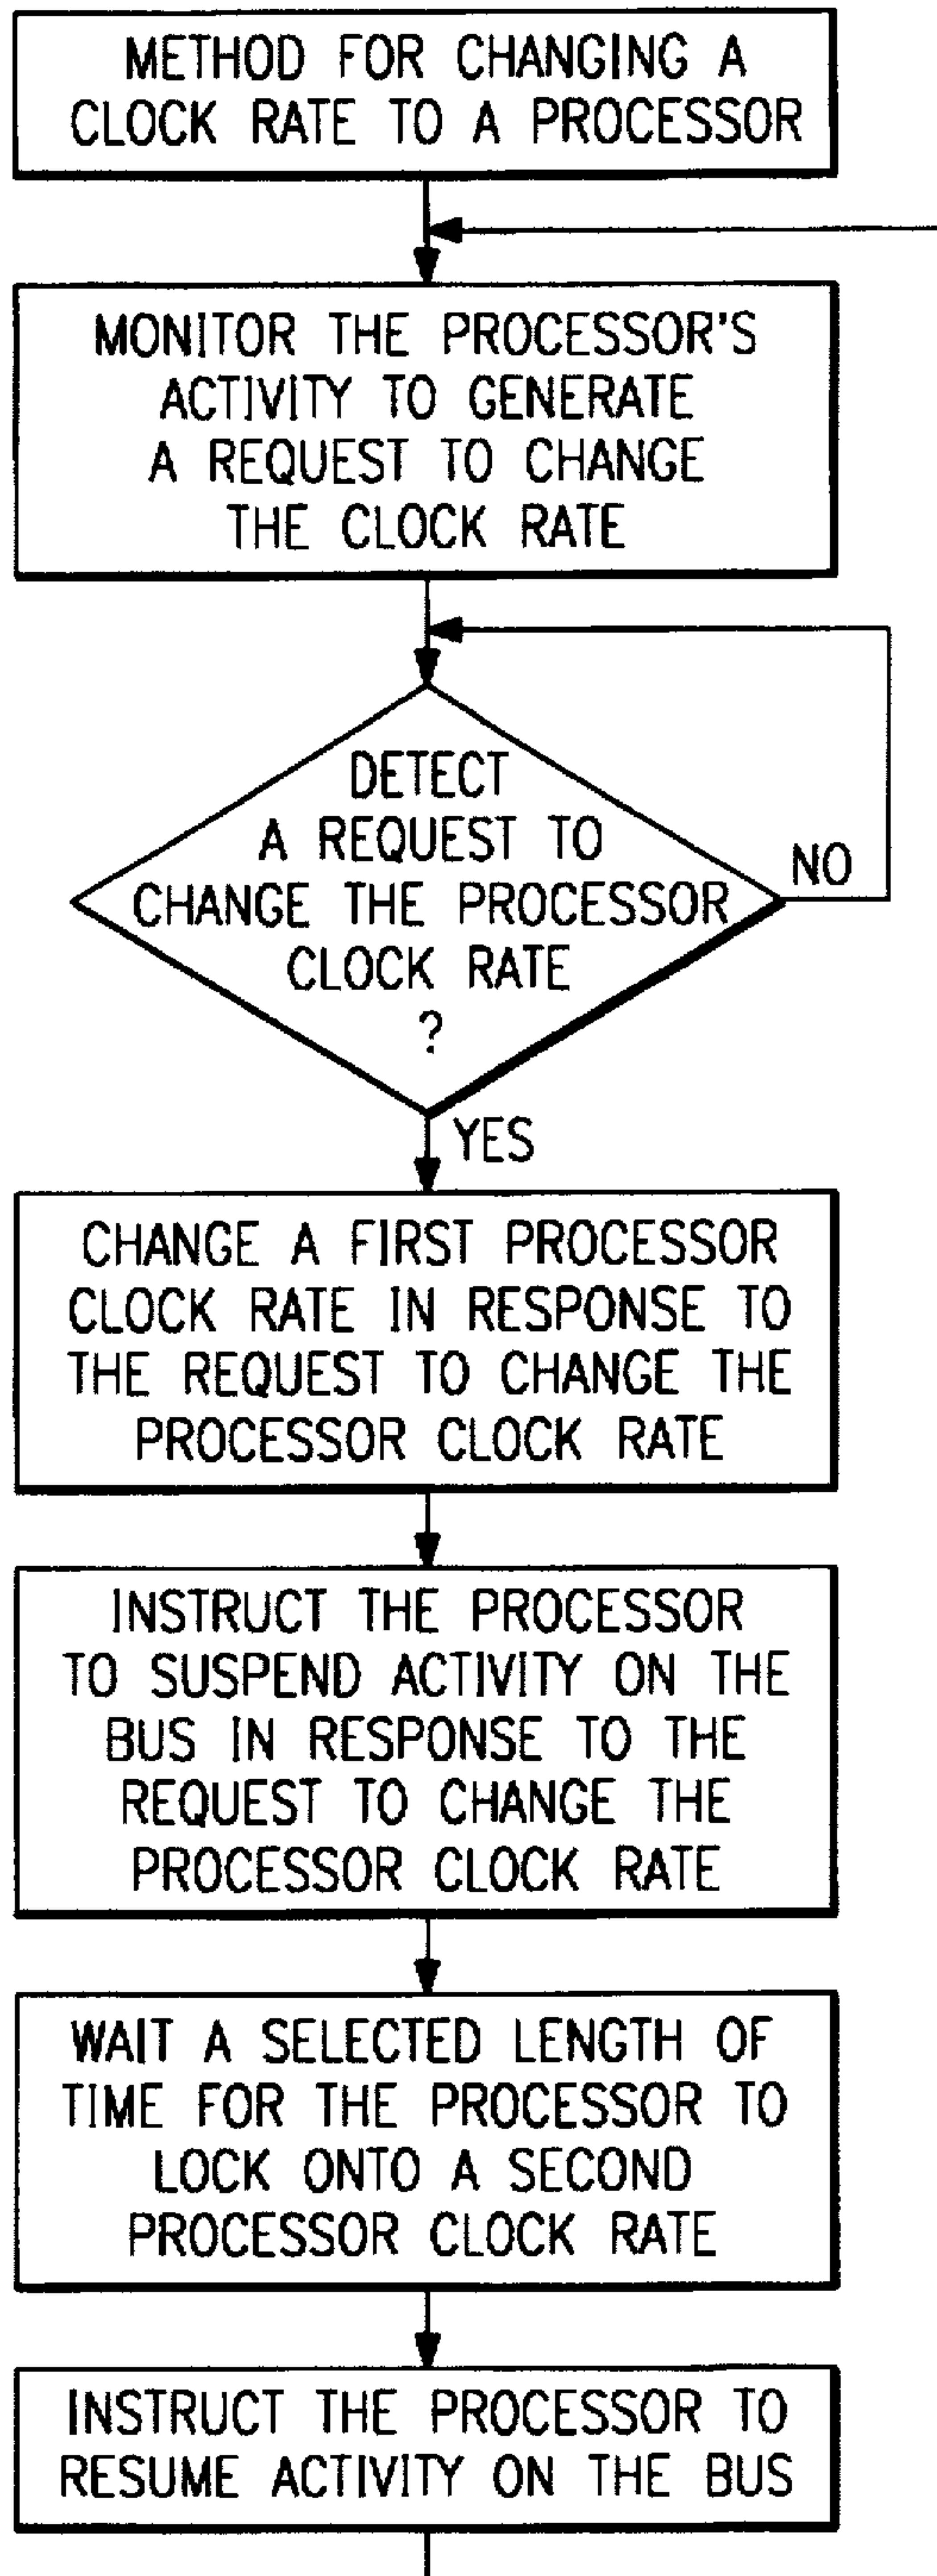 METHOD FOR CHANGING A
CLOCK RATE TO A PROCESSOR
MONITOR THE PROCESSOR'S
ACTIVITY TO GENERATE
A REQUEST TO CHANGE
THE CLOCK RATE
DETECT
A REQUEST TO
CHANGE THE PROCESSOR
CLOCK RATE
?
NO
YES
CHANGE A FIRST PROCESSOR
CLOCK RATE IN RESPONSE TO
THE REQUEST TO CHANGE THE
PROCESSOR CLOCK RATE
INSTRUCT THE PROCESSOR
TO SUSPEND ACTIVITY ON THE
BUS IN RESPONSE TO THE
REQUEST TO CHANGE THE
PROCESSOR CLOCK RATE
WAIT A SELECTED LENGTH OF
TIME FOR THE PROCESSOR TO
LOCK ONTO A SECOND
PROCESSOR CLOCK RATE
INSTRUCT THE PROCESSOR TO
RESUME ACTIVITY ON THE BUS